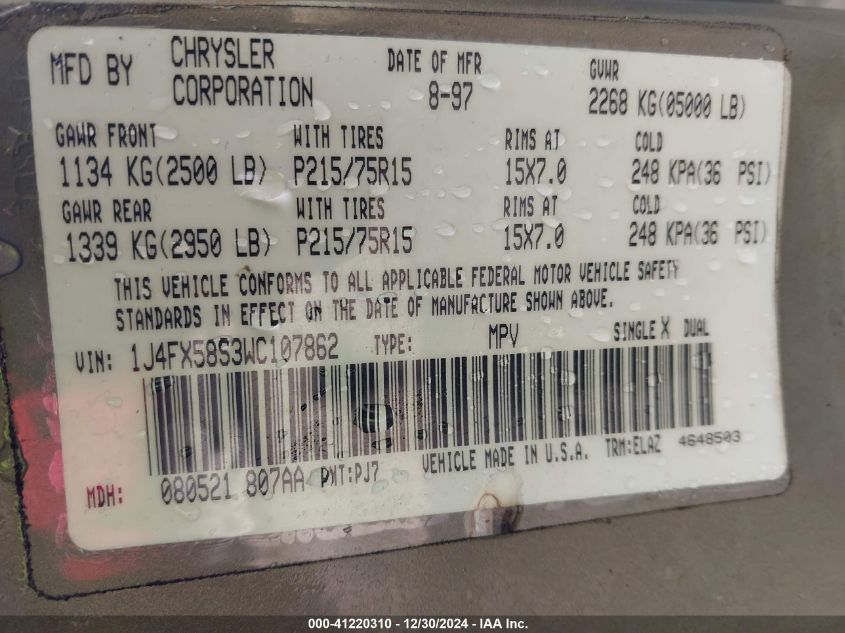 MFD BY CHRYSLER CORPORATION DATE OF MFR 8-97 GVWR 2268 KG(05000 LB)
GAWR FRONT WITH TIRES RIMS AT COLD
1134 KG(2500 LB) P215/75R15 15X7.0 248 KPA(36 PSI)
GAWR REAR WITH TIRES RIMS AT COLD
1339 KG(2950 LB) P215/75R15 15X7.0 248 KPA(36 PSI)
THIS VEHICLE CONFORMS TO ALL APPLICABLE FEDERAL MOTOR VEHICLE SAFETY
STANDARDS IN EFFECT ON THE DATE OF MANUFACTURE SHOWN ABOVE.
VIN: 1J4FX58S3WC107862 TYPE: MPV SINGLE X DUAL
MDH: 080521 807AA PNT:PJ7 VEHICLE MADE IN U.S.A. TRM:ELAZ 4648503
000-41220310 - 12/30/2024 - IAA Inc.